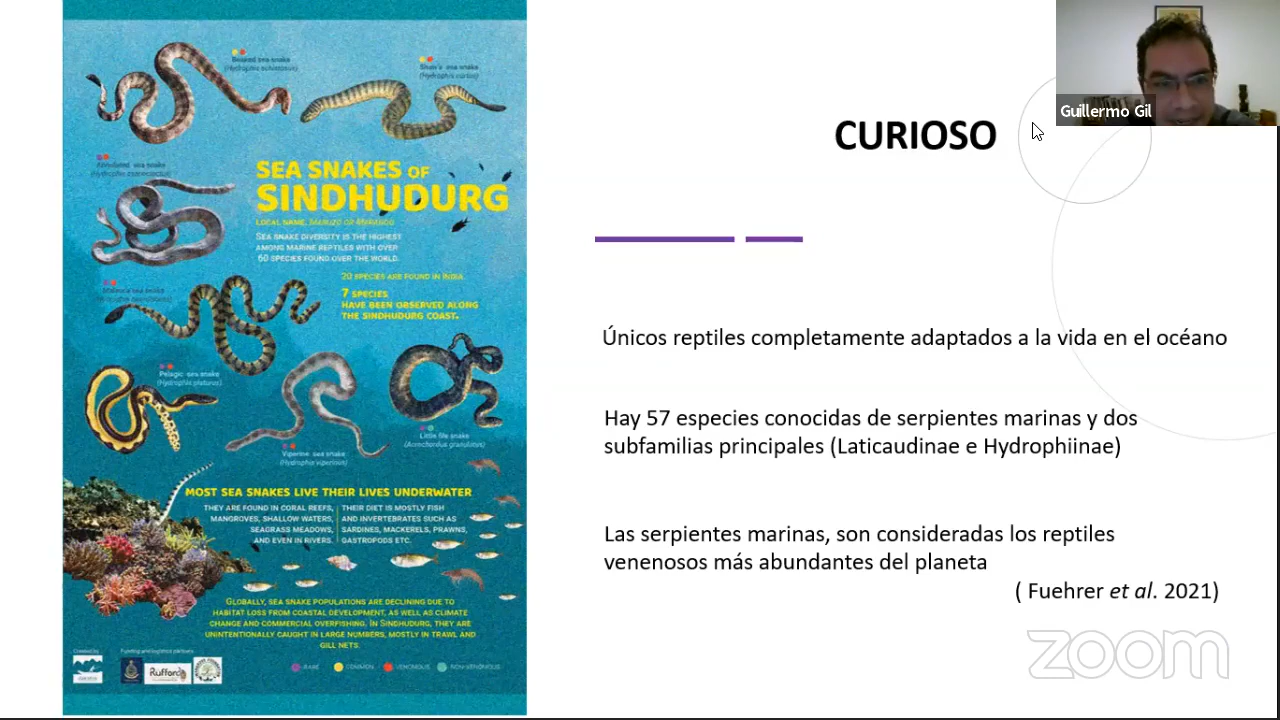 Beaked sea snake
(Hydrophis schistosus)
Shaw's sea snake
(Hydrophis curtus)
Annulated sea snake
(Hydrophis cyanocinctus)
SEA SNAKES OF
SINDHUDURG
LOCAL NAME:
SEA SNAKE DIVERSITY IS THE HIGHEST
AMONG MARINE REPTILES WITH OVER
60 SPECIES FOUND OVER THE WORLD.
20 SPECIES ARE FOUND IN INDIA.
7 SPECIES
HAVE BEEN OBSERVED ALONG
THE SINDHUDURG COAST.
sea snake
Pelagic sea snake
(Hydrophis platurus)
Viperine sea snake
(Hydrophis viperinus)
Little file snake
(Acrochordus granulatus)
MOST SEA SNAKES LIVE THEIR LIVES UNDERWATER
THEY ARE FOUND IN CORAL REEFS,
MANGROVES, SHALLOW WATERS,
SEAGRASS MEADOWS,
AND EVEN IN RIVERS.
THEIR DIET IS MOSTLY FISH
AND INVERTEBRATES SUCH AS
SARDINES, MACKERELS, PRAWNS,
GASTROPODS ETC.
GLOBALLY, SEA SNAKE POPULATIONS ARE DECLINING DUE TO
HABITAT LOSS FROM COASTAL DEVELOPMENT, AS WELL AS CLIMATE
CHANGE AND COMMERCIAL OVERFISHING. IN SINDHUDURG, THEY ARE
UNINTENTIONALLY CAUGHT IN LARGE NUMBERS, MOSTLY IN TRAWL AND
GILL NETS.
Created by
Funding and logistics partners
Rufford
RARE COMMON VENOMOUS NON-VENOMOUS
CURIOSO
Únicos reptiles completamente adaptados a la vida en el océano
Hay 57 especies conocidas de serpientes marinas y dos
subfamilias principales (Laticaudinae e Hydrophiinae)
Las serpientes marinas, son consideradas los reptiles
venenosos más abundantes del planeta
( Fuehrer et al. 2021)
Guillermo Gil
zoom